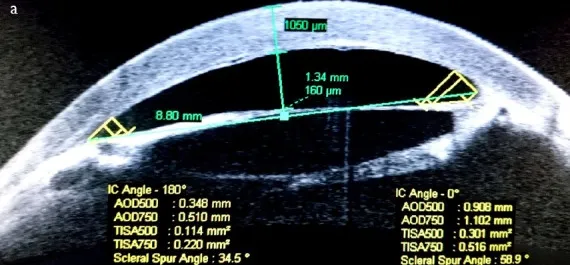 a
1050 µm
1.34 mm
160 µm
8.80 mm
IC Angle - 180°
AOD500 : 0.348 mm
AOD750 : 0.510 mm
TISA500 : 0.114 mm²
TISA750 : 0.220 mm²
Scleral Spur Angle : 34.5 °
IC Angle - 0°
AOD500 : 0.908 mm
AOD750 : 1.102 mm
TISA500 : 0.301 mm²
TISA750 : 0.516 mm²
Scleral Spur Angle : 58.9 °